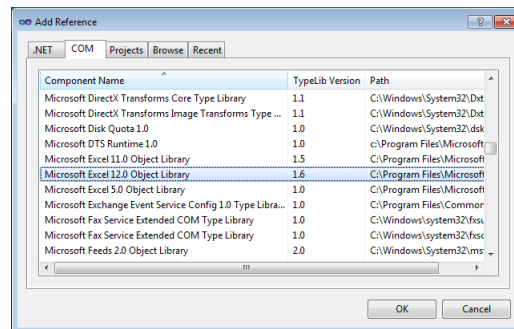 Add Reference
.NET COM Projects Browse Recent
Component Name TypeLib Version Path
Microsoft DirectX Transforms Core Type Library 1.1 C:\Windows\System32\Dxt
Microsoft DirectX Transforms Image Transforms Type ... 1.1 C:\Windows\System32\Dxt
Microsoft Disk Quota 1.0 1.0 C:\Windows\System32\dsk
Microsoft DTS Runtime 1.0 1.0 c:\Program Files\Microsoft
Microsoft Excel 11.0 Object Library 1.5 C:\Program Files\Microsoft
Microsoft Excel 12.0 Object Library 1.6 C:\Program Files\Microsoft
Microsoft Excel 5.0 Object Library 1.0 C:\Program Files\Microsoft
Microsoft Exchange Event Service Config 1.0 Type Libra... 1.0 C:\Program Files\Common
Microsoft Fax Service Extended COM Type Library 1.0 C:\Windows\system32\fxsu
Microsoft Fax Service Extended COM Type Library 1.0 C:\Windows\system32\fxsc
Microsoft Feeds 2.0 Object Library 2.0 C:\Windows\System32\ms
OK Cancel